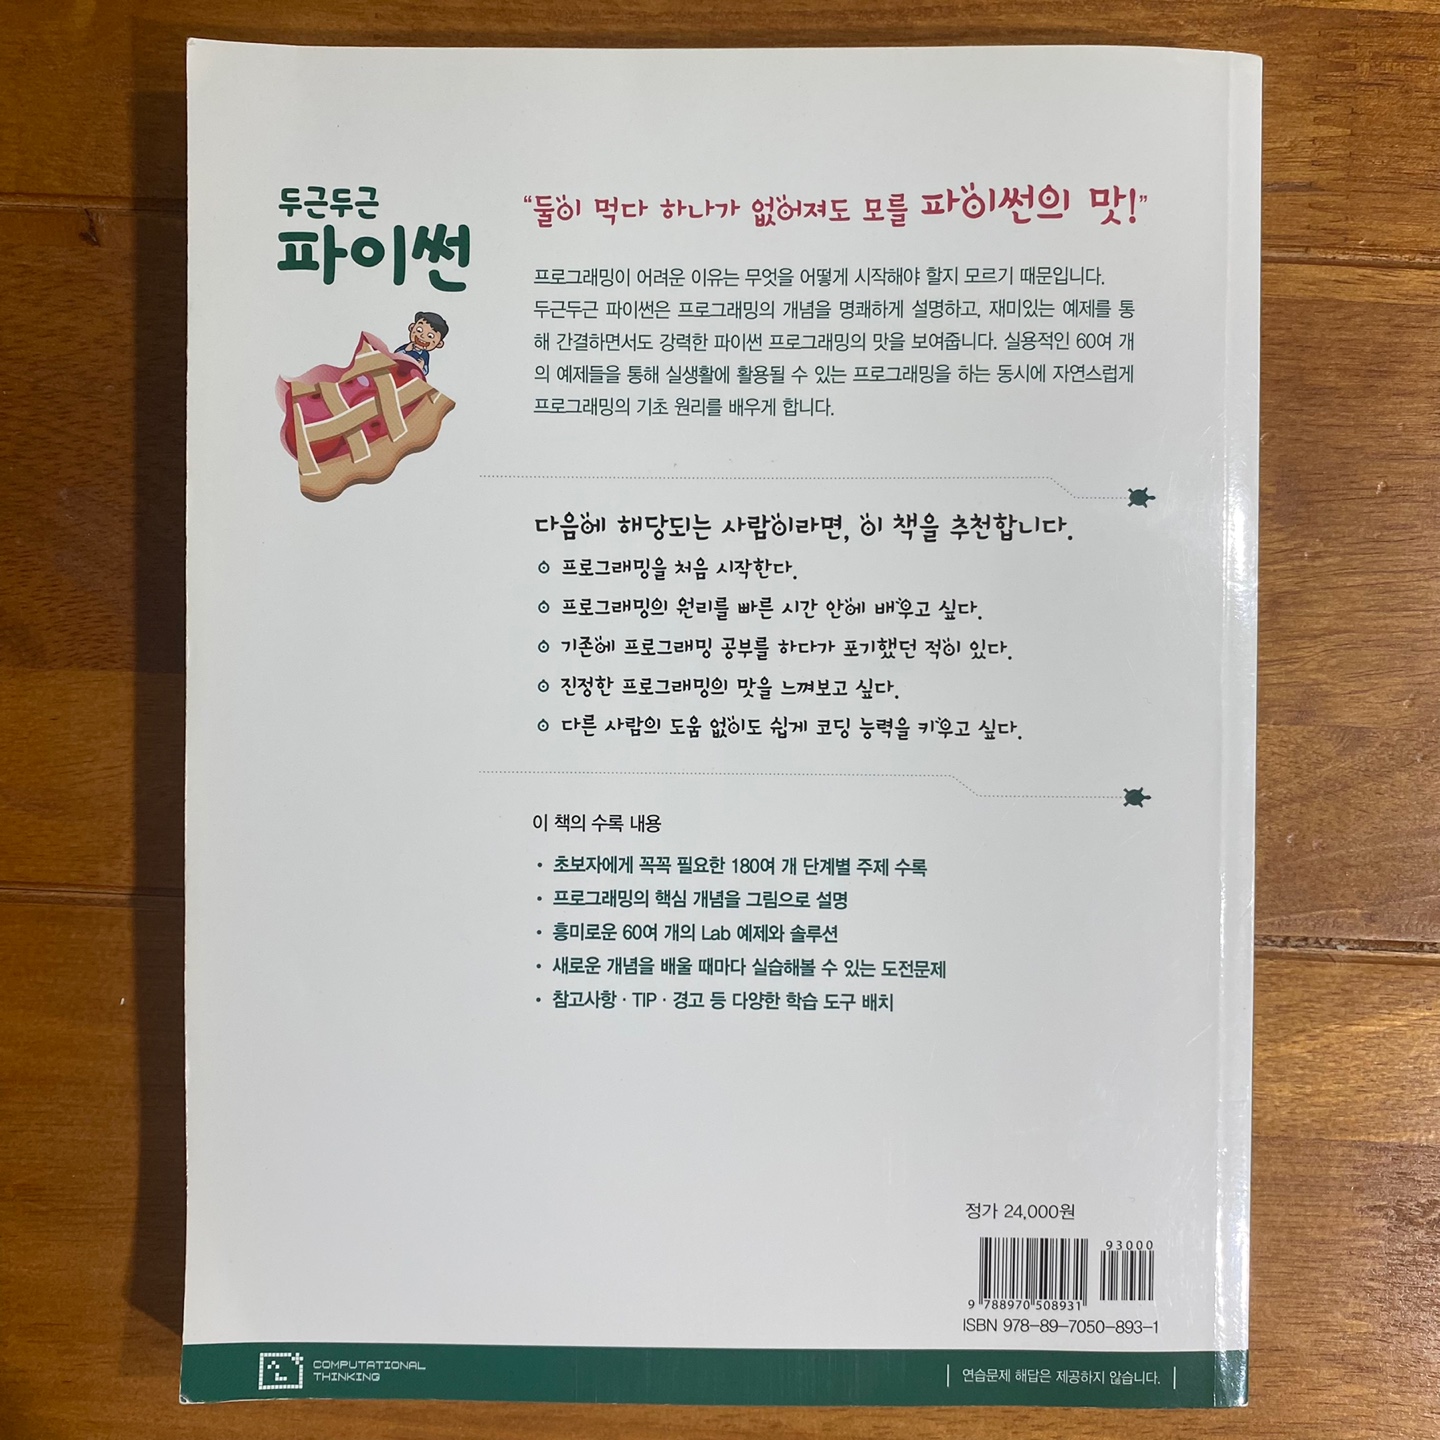 두근두근
파이썬
“둘이 먹다 하나가 없어져도 모를 파이썬의 맛!”
프로그래밍이 어려운 이유는 무엇을 어떻게 시작해야 할지 모르기 때문입니다.
두근두근 파이썬은 프로그래밍의 개념을 명쾌하게 설명하고, 재미있는 예제를 통
해 간결하면서도 강력한 파이썬 프로그래밍의 맛을 보여줍니다. 실용적인 60여 개
의 예제들을 통해 실생활에 활용될 수 있는 프로그래밍을 하는 동시에 자연스럽게
프로그래밍의 기초 원리를 배우게 합니다.
다음에 해당되는 사람이라면, 이 책을 추천합니다.
프로그래밍을 처음 시작한다.
프로그래밍의 원리를 빠른 시간 안에 배우고 싶다.
기존에 프로그래밍 공부를 하다가 포기했던 적이 있다.
진정한 프로그래밍의 맛을 느껴보고 싶다.
다른 사람의 도움 없이도 쉽게 코딩 능력을 키우고 싶다.
이 책의 수록 내용
• 초보자에게 꼭꼭 필요한 180여 개 단계별 주제 수록
• 프로그래밍의 핵심 개념을 그림으로 설명
• 흥미로운 60여 개의 Lab 예제와 솔루션
• 새로운 개념을 배울 때마다 실습해볼 수 있는 도전문제
• 참고사항 · TIP · 경고 등 다양한 학습 도구 배치
정가 24,000원
93000
9 788970 508931
ISBN 978-89-7050-893-1
COMPUTATIONAL
THINKING
연습문제 해답은 제공하지 않습니다.